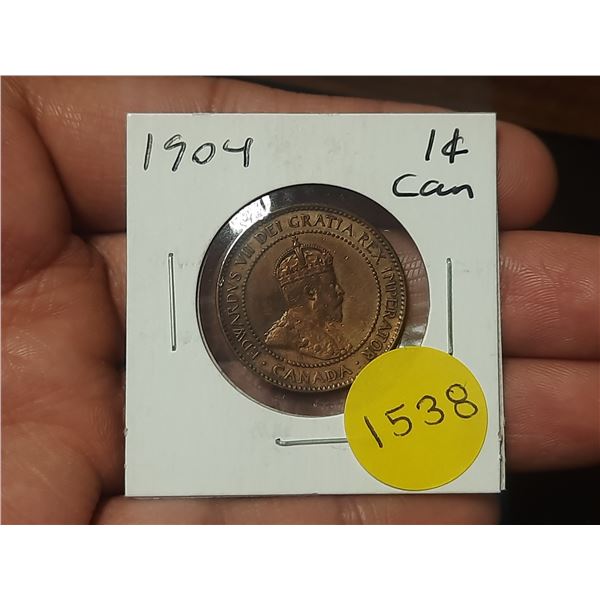 1904 1¢
Can
EDWARDVS VII DEI GRATIA REX IMPERATOR
· CANADA ·
1538